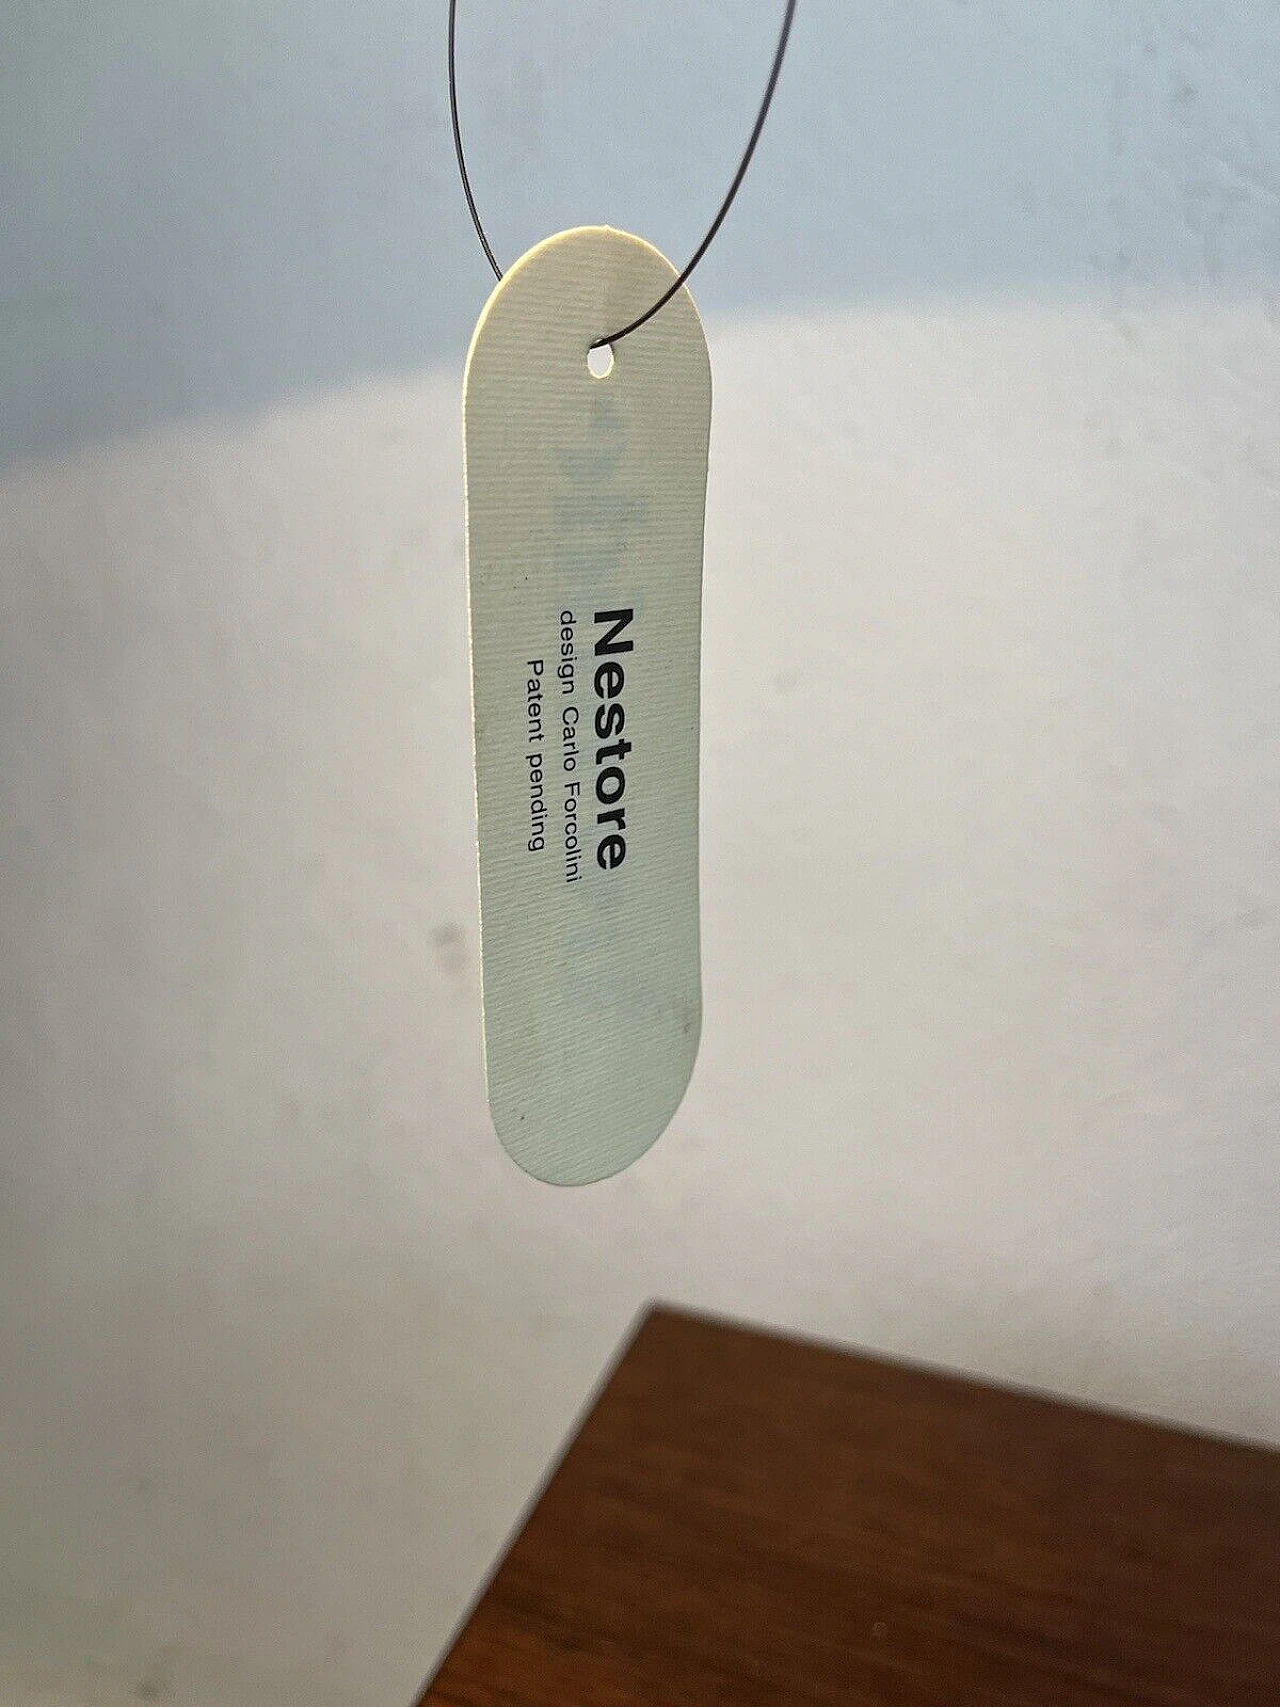 Nestore
design Carlo Forcolini
Patent pending